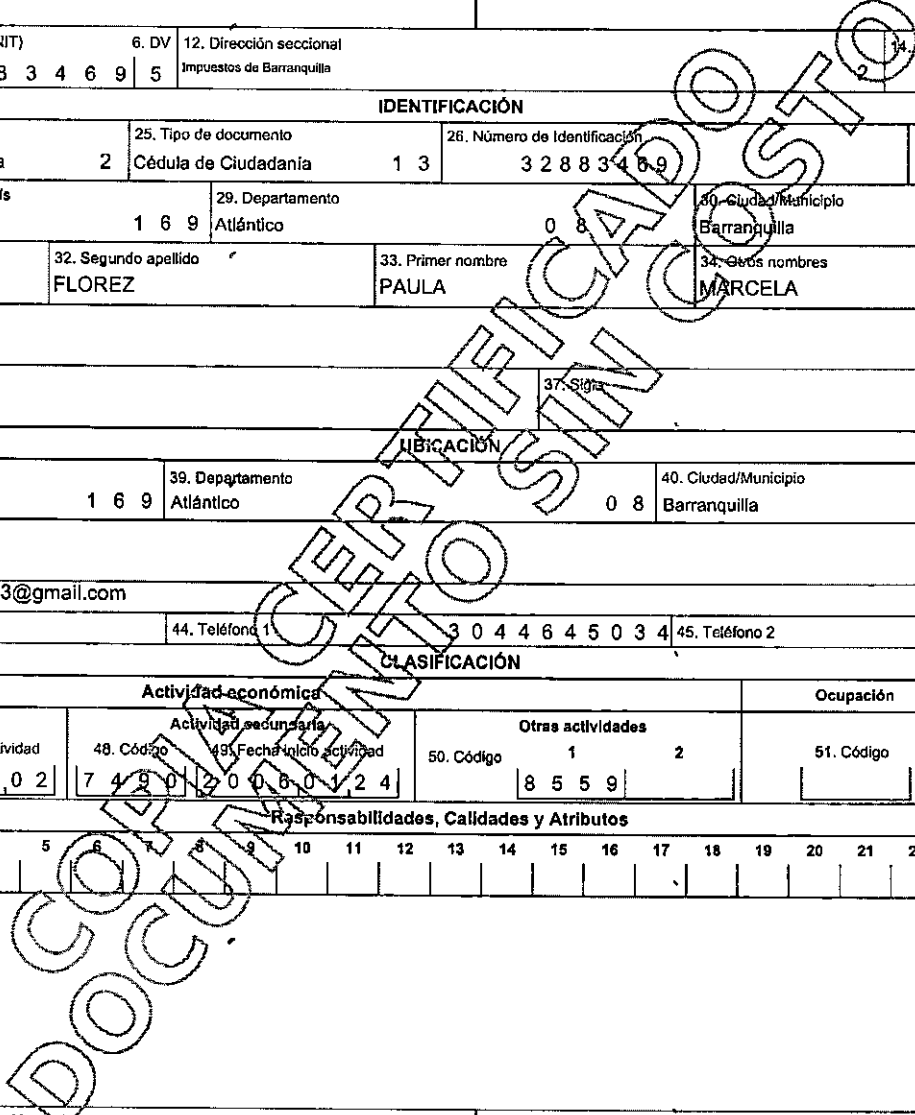 NIT) 6. DV 12. Dirección seccional 14.
8 3 4 6 9 5 Impuestos de Barranquilla 2
IDENTIFICACIÓN
25. Tipo de documento 26. Número de Identificación
a 2 Cédula de Ciudadanía 1 3 3 2 8 8 3 4 6 9
ís 29. Departamento 30. Ciudad/Municipio
1 6 9 Atlántico 0 8 Barranquilla
32. Segundo apellido 33. Primer nombre 34. Otros nombres
FLOREZ PAULA MARCELA
37. Sigla
UBICACIÓN
39. Departamento 40. Ciudad/Municipio
1 6 9 Atlántico 0 8 Barranquilla
3@gmail.com
44. Teléfono 1 3 0 4 4 6 4 5 0 3 4 45. Teléfono 2
CLASIFICACIÓN
Actividad económica Ocupación
Actividad secundaria Otras actividades
ividad 48. Código 49. Fecha inicio actividad 50. Código 1 2 51. Código
0 2 7 4 9 0 2 0 0 6 0 1 2 4 8 5 5 9
Responsabilidades, Calidades y Atributos
5 6 7 8 9 10 11 12 13 14 15 16 17 18 19 20 21 2
COPIA CERTIFICADO
DOCUMENTO SIN COSTO